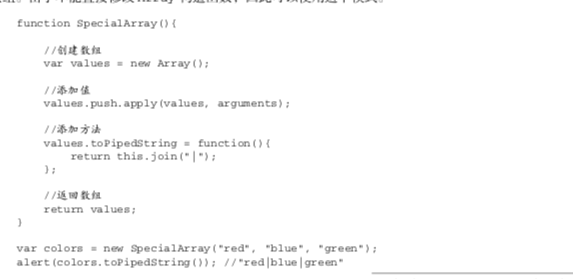 function SpecialArray(){
//创建数组
var values = new Array();
//添加值
values.push.apply(values, arguments);
//添加方法
values.toPipedString = function(){
return this.join("|");
};
//返回数组
return values;
}
var colors = new SpecialArray("red", "blue", "green");
alert(colors.toPipedString()); //"red|blue|green"